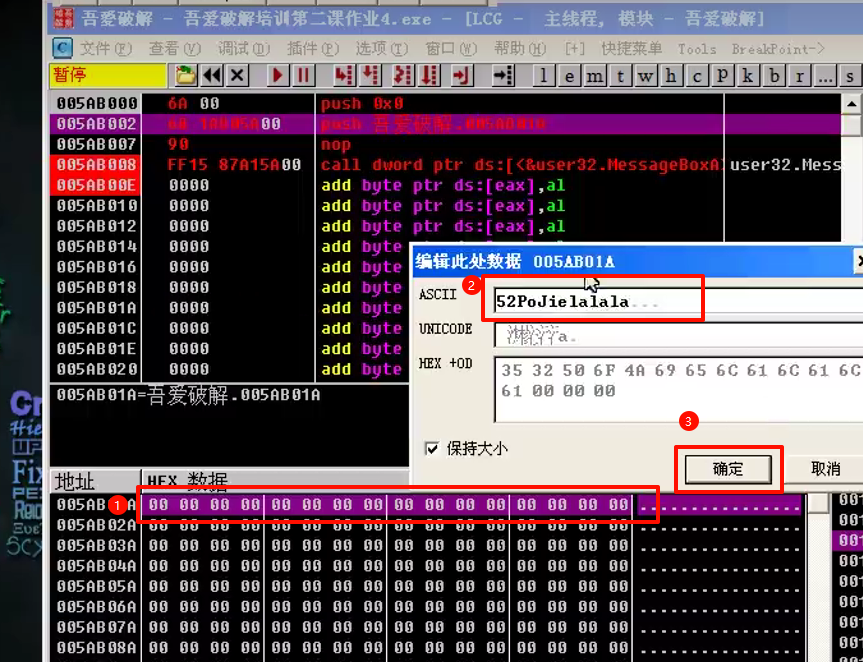 吾爱破解 - 吾爱破解培训第二课作业4.exe - [LCG - 主线程, 模块 - 吾爱破解]
C 文件(F) 查看(V) 调试(D) 插件(P) 选项(T) 窗口(W) 帮助(H) [+] 快捷菜单 Tools BreakPoint->
暂停 l e m t w h c p k b r ... s
005AB000 6A 00 push 0x0
005AB002 00 push 吾爱破解.005AB01A
005AB007 90 nop
005AB008 FF15 87A15A00 call dword ptr ds:[<&user32.MessageBoxA> user32.Mess
005AB00E 0000 add byte ptr ds:[eax],al
005AB010 0000 add byte ptr ds:[eax],al
005AB012 0000 add byte ptr ds:[eax],al
005AB014 0000 add byte
005AB016 0000 add byte
005AB018 0000 add byte
005AB01A 0000 add byte
005AB01C 0000 add byte
005AB01E 0000 add byte
005AB020 0000 add byte
编辑此处数据 005AB01A
2
ASCII 52PoJielalala...
UNICODE
HEX +0D 35 32 50 6F 4A 69 65 6C 61 6C 61 6C
61 00 00 00
3
保持大小 确定 取消
005AB01A=吾爱破解.005AB01A
地址 HEX 数据
1
005AB01A 00 00 00 00 00 00 00 00 00 00 00 00 00 00 00 00 ................
005AB02A 00 00 00 00 00 00 00 00 00 00 00 00 00 00 00 00 ................
005AB03A 00 00 00 00 00 00 00 00 00 00 00 00 00 00 00 00 ................
005AB04A 00 00 00 00 00 00 00 00 00 00 00 00 00 00 00 00 ................
005AB05A 00 00 00 00 00 00 00 00 00 00 00 00 00 00 00 00 ................
005AB06A 00 00 00 00 00 00 00 00 00 00 00 00 00 00 00 00 ................
005AB07A 00 00 00 00 00 00 00 00 00 00 00 00 00 00 00 00 ................
005AB08A 00 00 00 00 00 00 00 00 00 00 00 00 00 00 00 00 ................